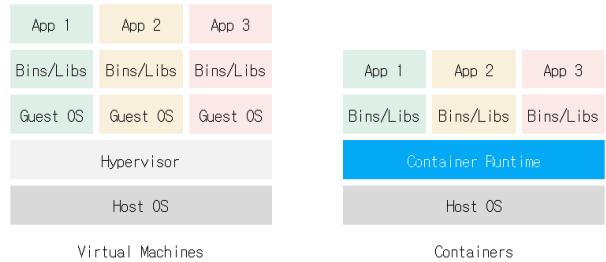 App 1 App 2 App 3
Bins/Libs Bins/Libs Bins/Libs
Guest OS Guest OS Guest OS
Hypervisor
Host OS
Virtual Machines
App 1 App 2 App 3
Bins/Libs Bins/Libs Bins/Libs
Container Runtime
Host OS
Containers